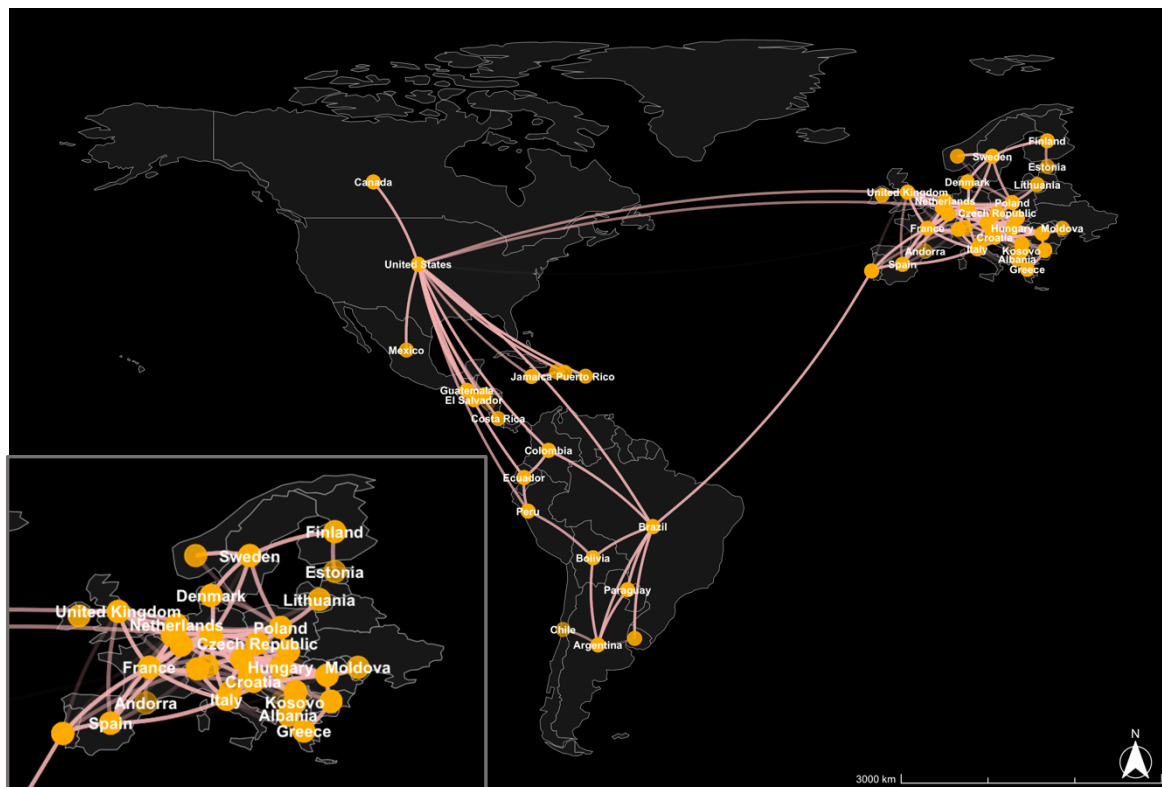 Finland
Sweden
Estonia
Canada
Denmark
Lithuania
United Kingdom
Netherlands
Poland
Czech Republic
France
Hungary
Moldova
Croatia
Andorra
Italy
Kosovo
United States
Spain
Albania
Greece
Mexico
Jamaica
Puerto Rico
Guatemala
El Salvador
Costa Rica
Colombia
Ecuador
Peru
Brazil
Bolivia
Paraguay
Chile
Argentina
Finland
Sweden
Estonia
Denmark
Lithuania
United Kingdom
Netherlands
Poland
Czech Republic
France
Hungary
Moldova
Croatia
Andorra
Italy
Kosovo
Spain
Albania
Greece
N
3000 km